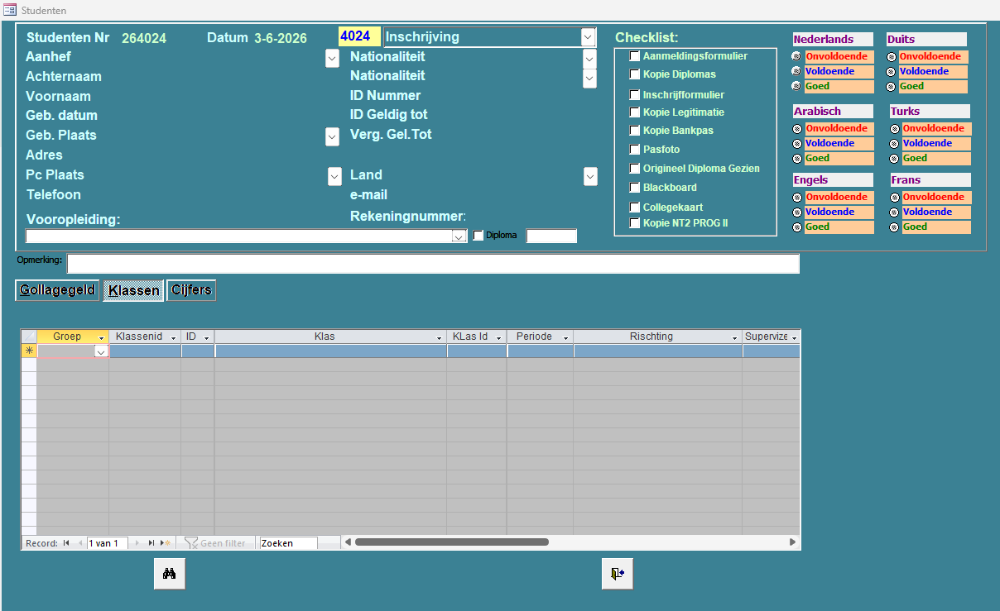 Studenten
Studenten Nr 264024 Datum 3-6-2026 4024 Inschrijving
Aanhef Nationaliteit
Achternaam Nationaliteit
Voornaam ID Nummer
Geb. datum ID Geldig tot
Geb. Plaats Verg. Gel.Tot
Adres
Pc Plaats Land
Telefoon e-mail
Vooropleiding: Rekeningnummer:
Diploma
Checklist:
Aanmeldingsformulier
Kopie Diplomas
Inschrijfformulier
Kopie Legitimatie
Kopie Bankpas
Pasfoto
Origineel Diploma Gezien
Blackboard
Collegekaart
Kopie NT2 PROG II
Nederlands
Onvoldoende
Voldoende
Goed
Duits
Onvoldoende
Voldoende
Goed
Arabisch
Onvoldoende
Voldoende
Goed
Turks
Onvoldoende
Voldoende
Goed
Engels
Onvoldoende
Voldoende
Goed
Frans
Onvoldoende
Voldoende
Goed
Opmerking:
Gollagegeld Klassen Cijfers
Groep Klassenid ID Klas KLas Id Periode Rischting Supervize
Record: 1 van 1 Geen filter Zoeken